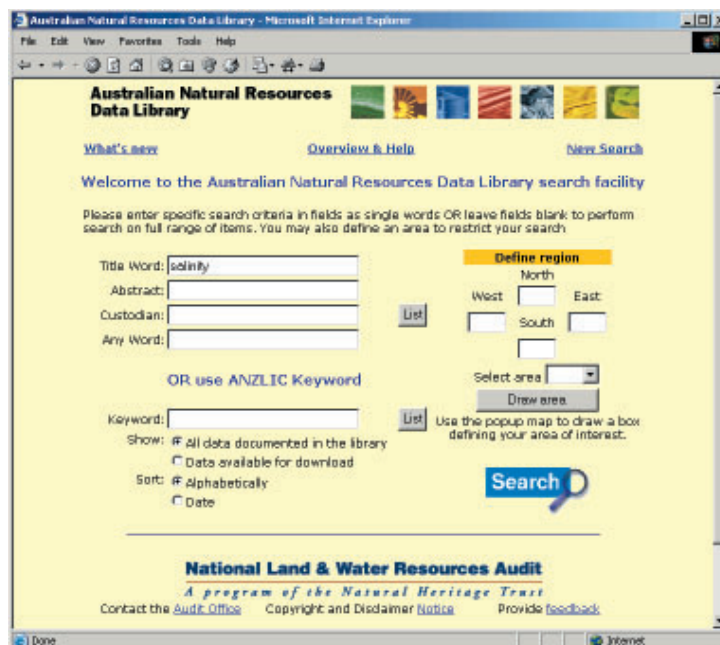 Australian Natural Resources Data Library - Microsoft Internet Explorer
File Edit View Favorites Tools Help
Australian Natural Resources
Data Library
What's new Overview & Help New Search
Welcome to the Australian Natural Resources Data Library search facility
Please enter specific search criteria in fields as single words OR leave fields blank to perform
search on full range of items. You may also define an area to restrict your search
Define region
Title Word: salinity
North
Abstract:
West East
Custodian: List
South
Any Word:
OR use ANZLIC Keyword
Select area
Draw area
Keyword: List
Use the popup map to draw a box
defining your area of interest.
Show: All data documented in the library
Data available for download
Sort: Alphabetically
Date
Search
National Land & Water Resources Audit
A program of the Natural Heritage Trust
Contact the Audit Office Copyright and Disclaimer Notice Provide feedback
Done Internet